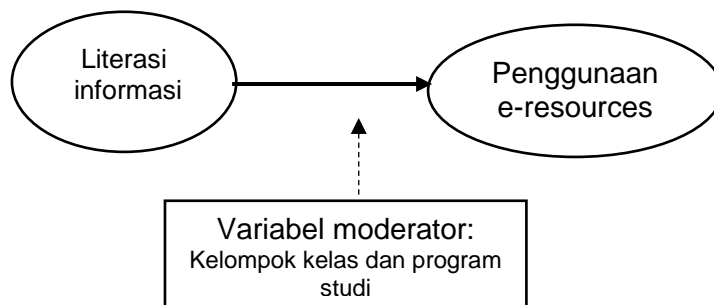 Literasi
informasi
Penggunaan
e-resources
Variabel moderator:
Kelompok kelas dan program
studi